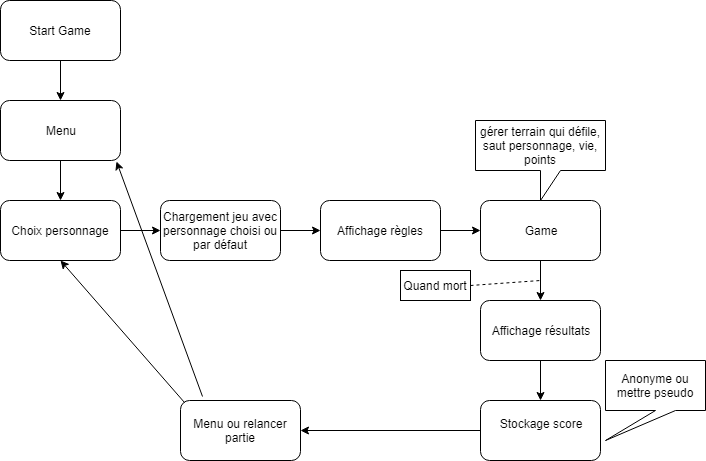 Start Game
Menu
gérer terrain qui défile,
saut personnage, vie,
points
Choix personnage
Chargement jeu avec
personnage choisi ou
par défaut
Affichage règles
Game
Quand mort
Affichage résultats
Anonyme ou
mettre pseudo
Menu ou relancer
partie
Stockage score